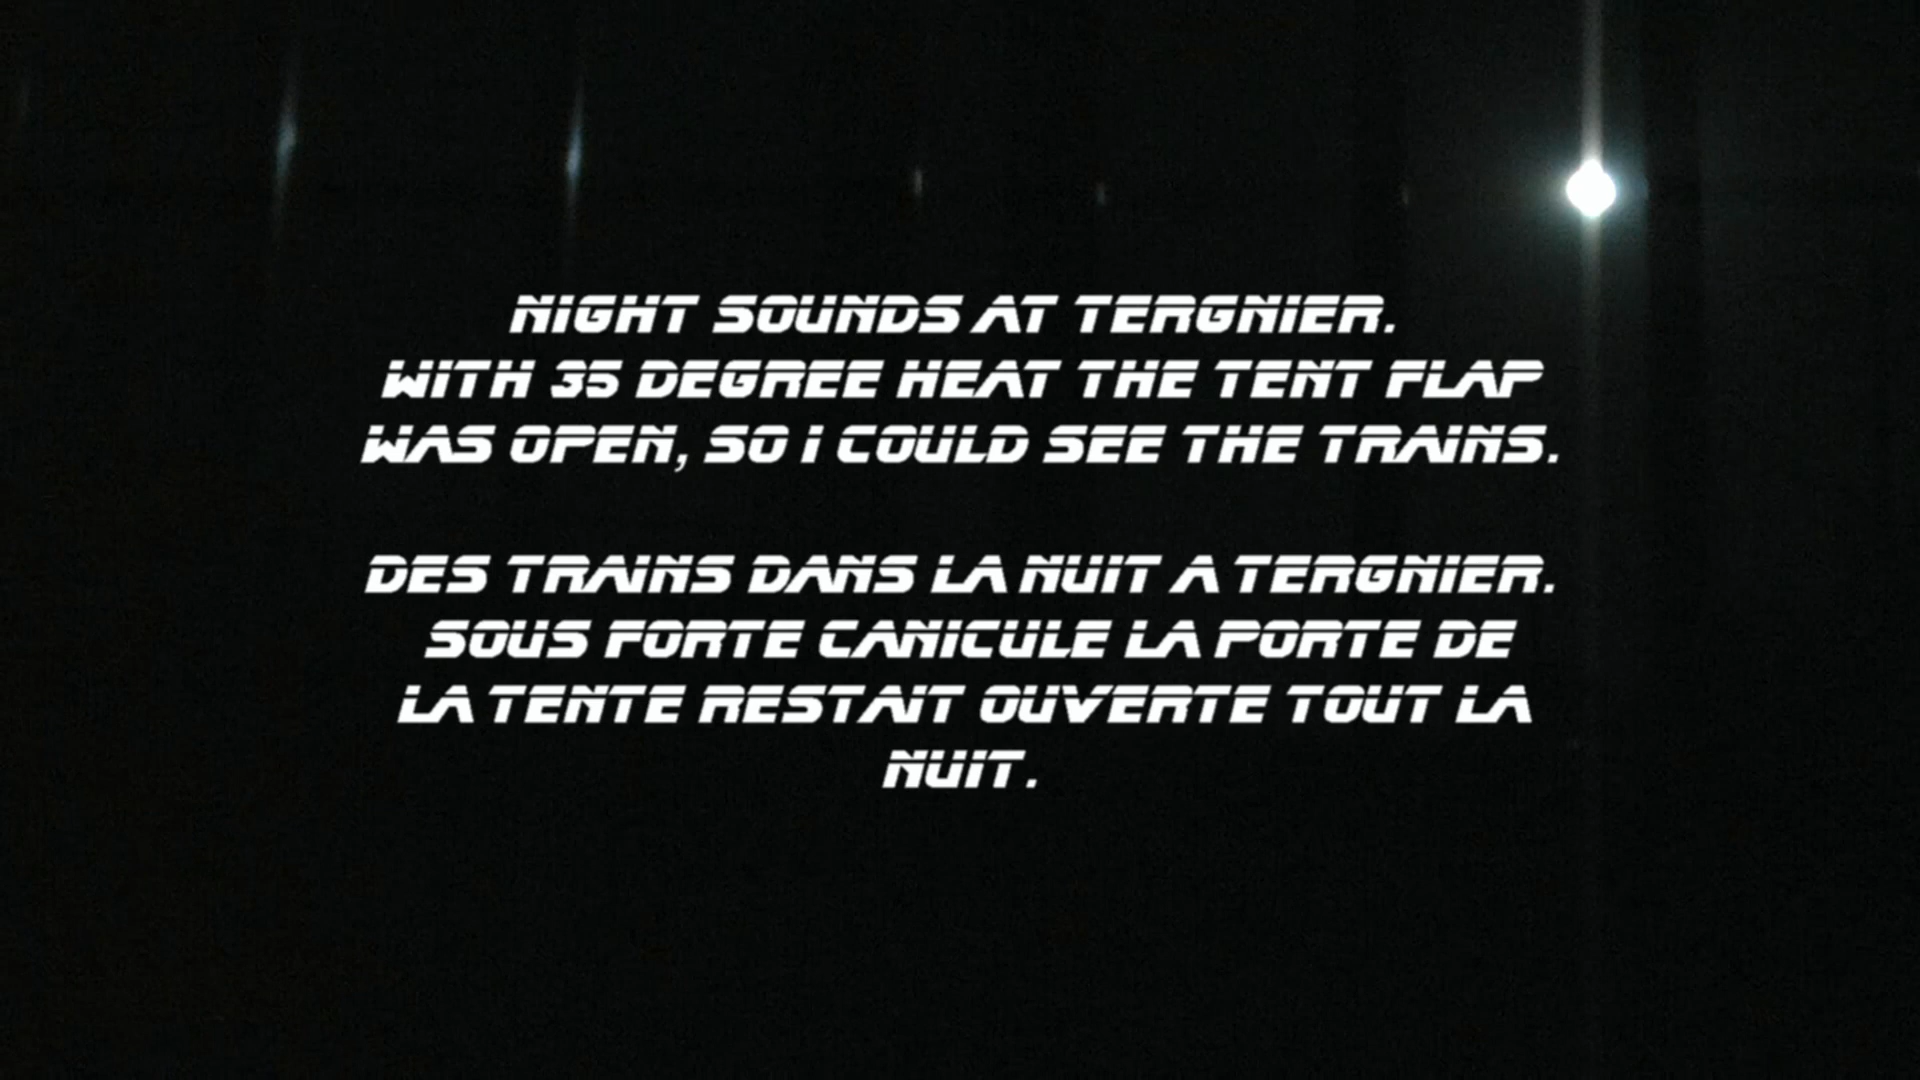 NIGHT SOUNDS AT TERGNIER.
WITH 35 DEGREE HEAT THE TENT FLAP
WAS OPEN, SO I COULD SEE THE TRAINS.
DES TRAINS DANS LA NUIT A TERGNIER.
SOUS FORTE CANICULE LA PORTE DE
LA TENTE RESTAIT OUVERTE TOUT LA
NUIT.